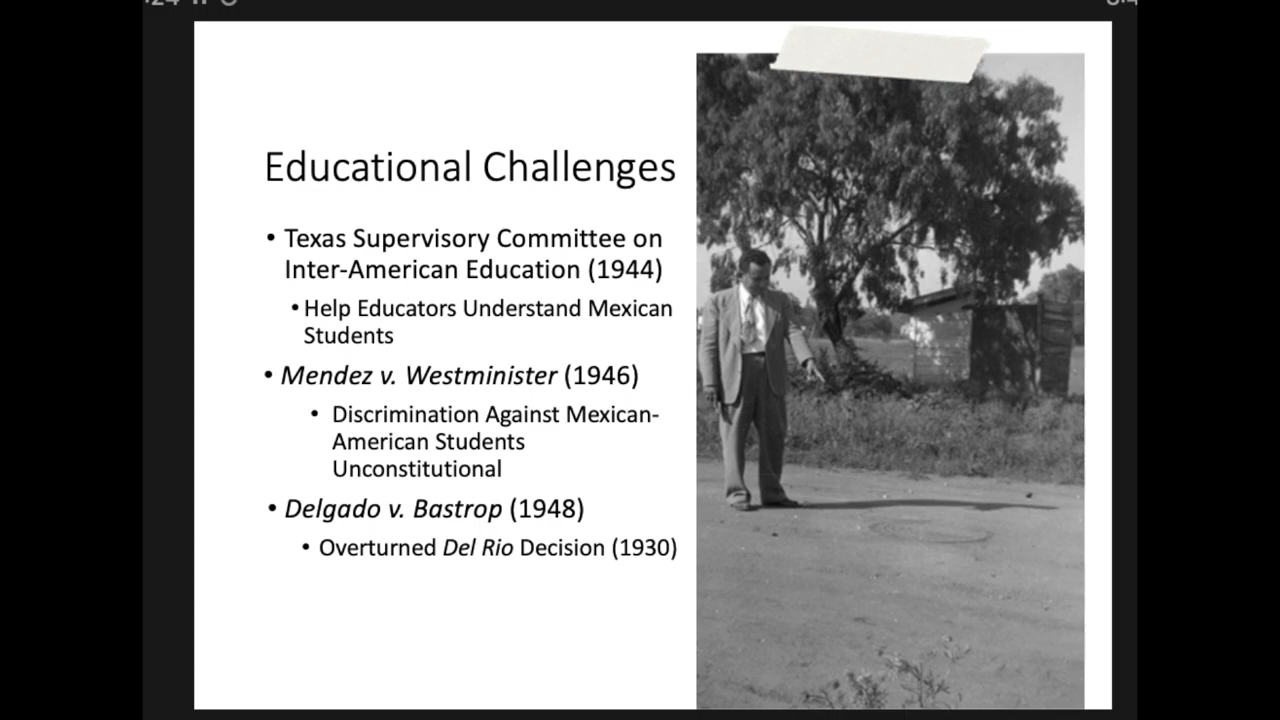 Educational Challenges
• Texas Supervisory Committee on
Inter-American Education (1944)
• Help Educators Understand Mexican
Students
• Mendez v. Westminister (1946)
• Discrimination Against Mexican-
American Students
Unconstitutional
• Delgado v. Bastrop (1948)
• Overturned Del Rio Decision (1930)